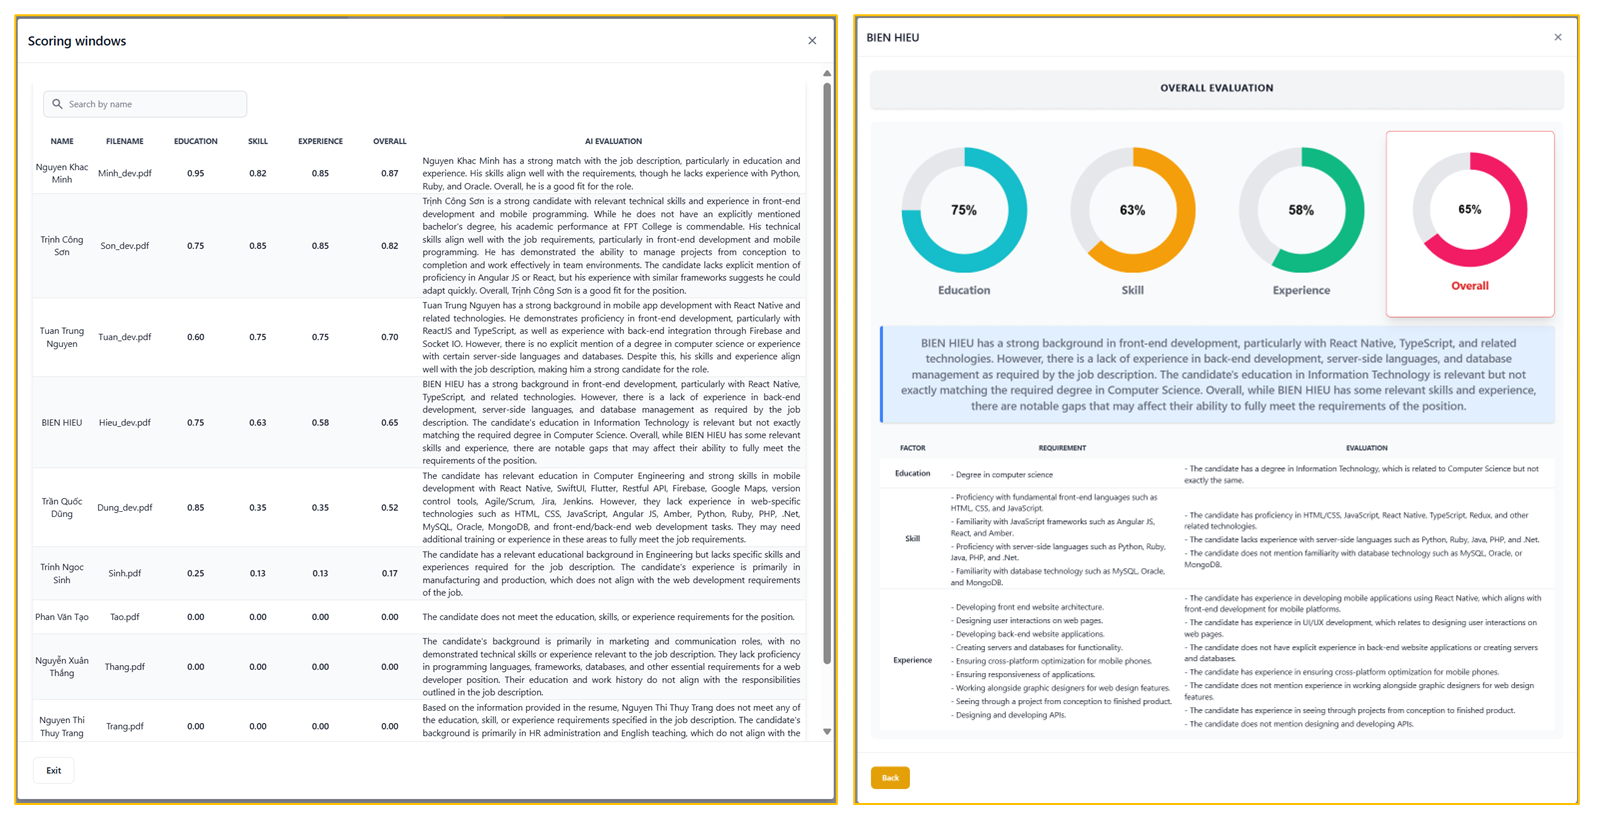 Scoring windows
Search by name
NAME FILENAME EDUCATION SKILL EXPERIENCE OVERALL AI EVALUATION
Nguyen Khac
Minh
Minh_dev.pdf 0.95 0.82 0.85 0.87
Nguyen Khac Minh has a strong match with the job description, particularly in education and
experience. His skills align well with the requirements, though he lacks experience with Python,
Ruby, and Oracle. Overall, he is a good fit for the role.
Trịnh Công
Sơn
Son_dev.pdf 0.75 0.85 0.85 0.82
Trịnh Công Sơn is a strong candidate with relevant technical skills and experience in front-end
development and mobile programming. While he does not have an explicitly mentioned
bachelor's degree, his academic performance at FPT College is commendable. His technical
skills align well with the job requirements, particularly in front-end development and mobile
programming. He has demonstrated the ability to manage projects from conception to
completion and work effectively in team environments. The candidate lacks explicit mention of
proficiency in Angular JS or React, but his experience with similar frameworks suggests he could
adapt quickly. Overall, Trịnh Công Sơn is a good fit for the position.
Tuan Trung
Nguyen
Tuan_dev.pdf 0.60 0.75 0.75 0.70
Tuan Trung Nguyen has a strong background in mobile app development with React Native and
related technologies. He demonstrates proficiency in front-end development, particularly with
ReactJS and TypeScript, as well as experience with back-end integration through Firebase and
Socket IO. However, there is no explicit mention of a degree in computer science or experience
with certain server-side languages and databases. Despite this, his skills and experience align
well with the job description, making him a strong candidate for the role.
BIEN HIEU Hieu_dev.pdf 0.75 0.63 0.58 0.65
BIEN HIEU has a strong background in front-end development, particularly with React Native,
TypeScript, and related technologies. However, there is a lack of experience in back-end
development, server-side languages, and database management as required by the job
description. The candidate's education in Information Technology is relevant but not exactly
matching the required degree in Computer Science. Overall, while BIEN HIEU has some relevant
skills and experience, there are notable gaps that may affect their ability to fully meet the
requirements of the position.
Trần Quốc
Dũng
Dung_dev.pdf 0.85 0.35 0.35 0.52
The candidate has relevant education in Computer Engineering and strong skills in mobile
development with React Native, SwiftUI, Flutter, Restful API, Firebase, Google Maps, version
control tools, Agile/Scrum, Jira, Jenkins. However, they lack experience in web-specific
technologies such as HTML, CSS, JavaScript, Angular JS, Amber, Python, Ruby, PHP, .Net,
MySQL, Oracle, MongoDB, and front-end/back-end web development tasks. They may need
additional training or experience in these areas to fully meet the job requirements.
Trinh Ngoc
Sinh
Sinh.pdf 0.25 0.13 0.13 0.17
The candidate has a relevant educational background in Engineering but lacks specific skills and
experiences required for the job description. The candidate's experience is primarily in
manufacturing and production, which does not align with the web development requirements
of the job.
Phan Văn Tạo Tao.pdf 0.00 0.00 0.00 0.00 The candidate does not meet the education, skills, or experience requirements for the position.
Nguyễn Xuân
Thắng
Thang.pdf 0.00 0.00 0.00 0.00
The candidate's background is primarily in marketing and communication roles, with no
demonstrated technical skills or experience relevant to the job description. They lack proficiency
in programming languages, frameworks, databases, and other essential requirements for a web
developer position. Their education and work history do not align with the responsibilities
outlined in the job description.
Nguyen Thi
Thuy Trang
Trang.pdf 0.00 0.00 0.00 0.00
Based on the information provided in the resume, Nguyen Thi Thuy Trang does not meet any of
the education, skill, or experience requirements specified in the job description. The candidate's
background is primarily in HR administration and English teaching, which do not align with the
Exit
BIEN HIEU
OVERALL EVALUATION
75% 63% 58% 65%
Education Skill Experience Overall
BIEN HIEU has a strong background in front-end development, particularly with React Native, TypeScript, and related
technologies. However, there is a lack of experience in back-end development, server-side languages, and database
management as required by the job description. The candidate's education in Information Technology is relevant but not
exactly matching the required degree in Computer Science. Overall, while BIEN HIEU has some relevant skills and experience,
there are notable gaps that may affect their ability to fully meet the requirements of the position.
FACTOR REQUIREMENT EVALUATION
Education
- Degree in computer science
- The candidate has a degree in Information Technology, which is related to Computer Science but not
exactly the same.
Skill
- Proficiency with fundamental front-end languages such as
HTML, CSS, and JavaScript.
- Familiarity with JavaScript frameworks such as Angular JS,
React, and Amber.
- Proficiency with server-side languages such as Python, Ruby,
Java, PHP, and .Net.
- Familiarity with database technology such as MySQL, Oracle,
and MongoDB.
- The candidate has proficiency in HTML/CSS, JavaScript, React Native, TypeScript, Redux, and other
related technologies.
- The candidate lacks experience with server-side languages such as Python, Ruby, Java, PHP, and .Net.
- The candidate does not mention familiarity with database technology such as MySQL, Oracle, or
MongoDB.
Experience
- Developing front end website architecture.
- Designing user interactions on web pages.
- Developing back-end website applications.
- Creating servers and databases for functionality.
- Ensuring cross-platform optimization for mobile phones.
- Ensuring responsiveness of applications.
- Working alongside graphic designers for web design features.
- Seeing through a project from conception to finished product.
- Designing and developing APIs.
- The candidate has experience in developing mobile applications using React Native, which aligns with
front-end development for mobile platforms.
- The candidate has experience in UI/UX development, which relates to designing user interactions on
web pages.
- The candidate does not have explicit experience in back-end website applications or creating servers
and databases.
- The candidate has experience in ensuring cross-platform optimization for mobile phones.
- The candidate does not mention experience in working alongside graphic designers for web design
features.
- The candidate has experience in seeing through projects from conception to finished product.
- The candidate does not mention designing and developing APIs.
Back